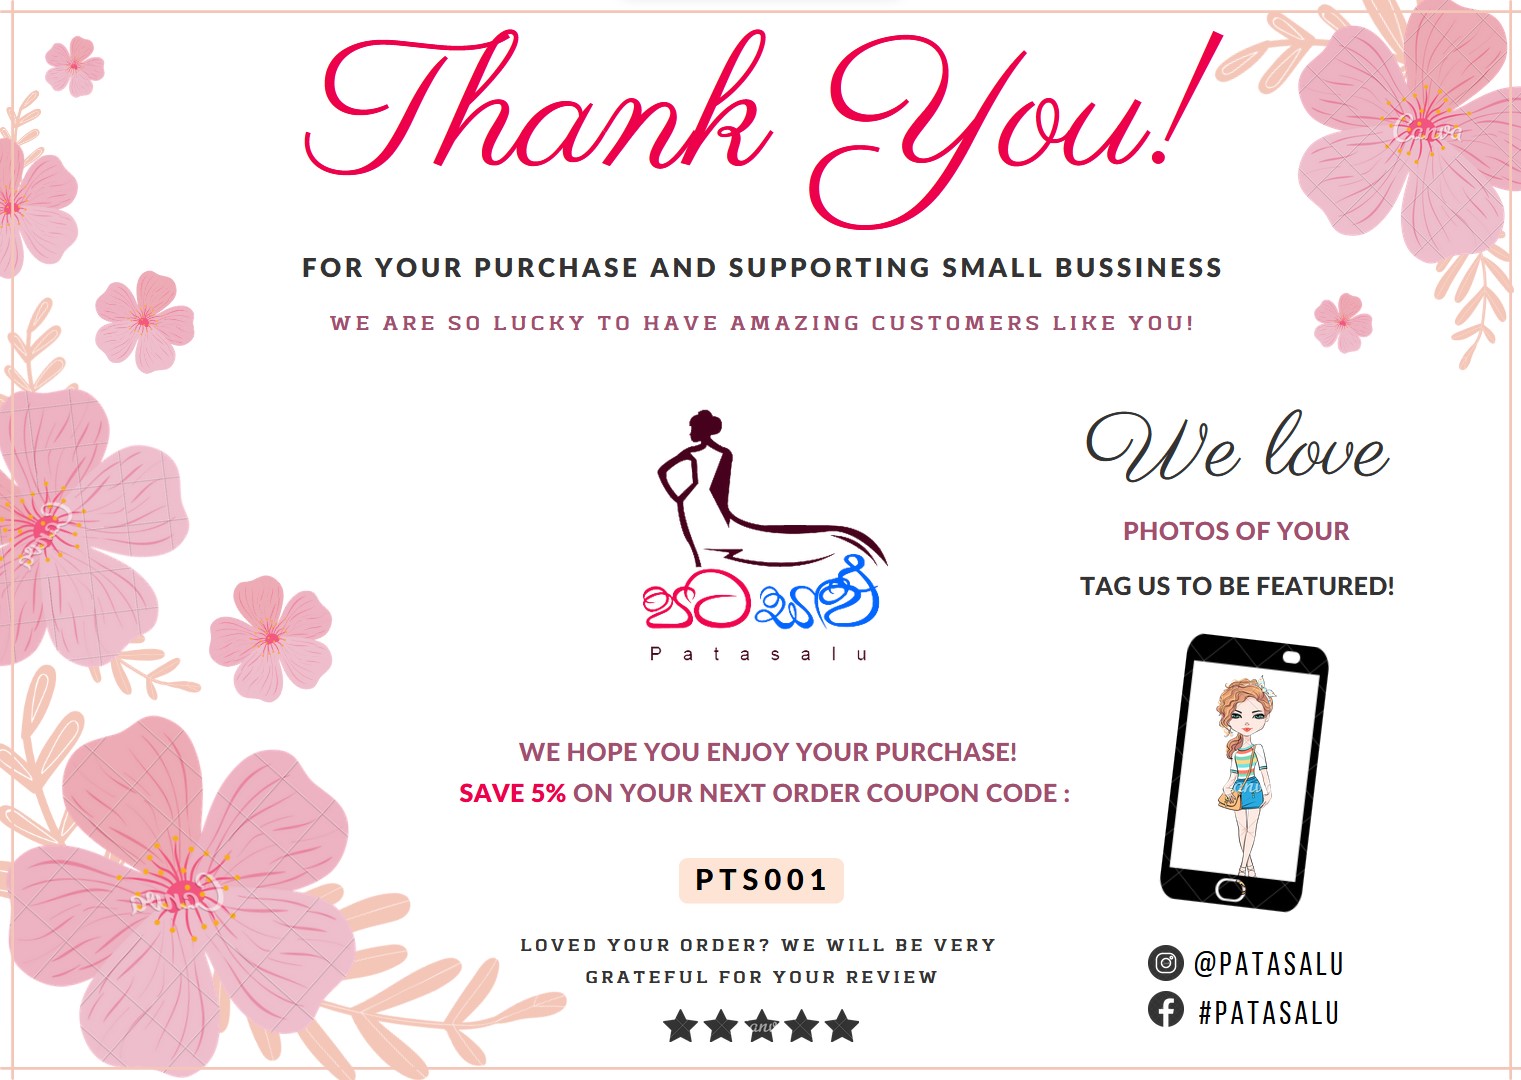 Thank You!
FOR YOUR PURCHASE AND SUPPORTING SMALL BUSSINESS
WE ARE SO LUCKY TO HAVE AMAZING CUSTOMERS LIKE YOU!
පටසළු
Patasalu
We love
PHOTOS OF YOUR
TAG US TO BE FEATURED!
WE HOPE YOU ENJOY YOUR PURCHASE!
SAVE 5% ON YOUR NEXT ORDER COUPON CODE :
PTS001
LOVED YOUR ORDER? WE WILL BE VERY
GRATEFUL FOR YOUR REVIEW
@PATASALU
#PATASALU
Canva
Canva
Canva